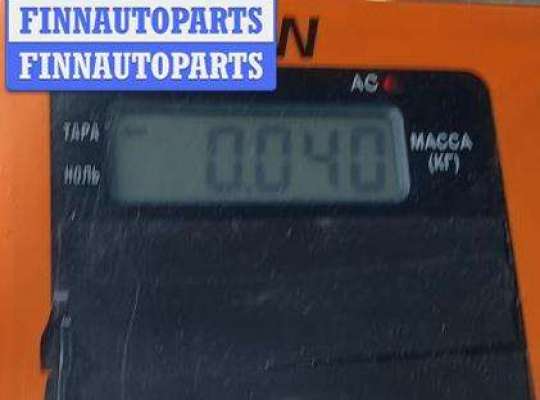 FINNAUTOPARTS
FINNAUTOPARTS
N
AC
ТАРА
0.040
МАССА
(КГ)
НОЛЬ